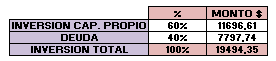 % MONTO $
INVERSION CAP. PROPIO 60% 11696,61
DEUDA 40% 7797,74
INVERSION TOTAL 100% 19494,35